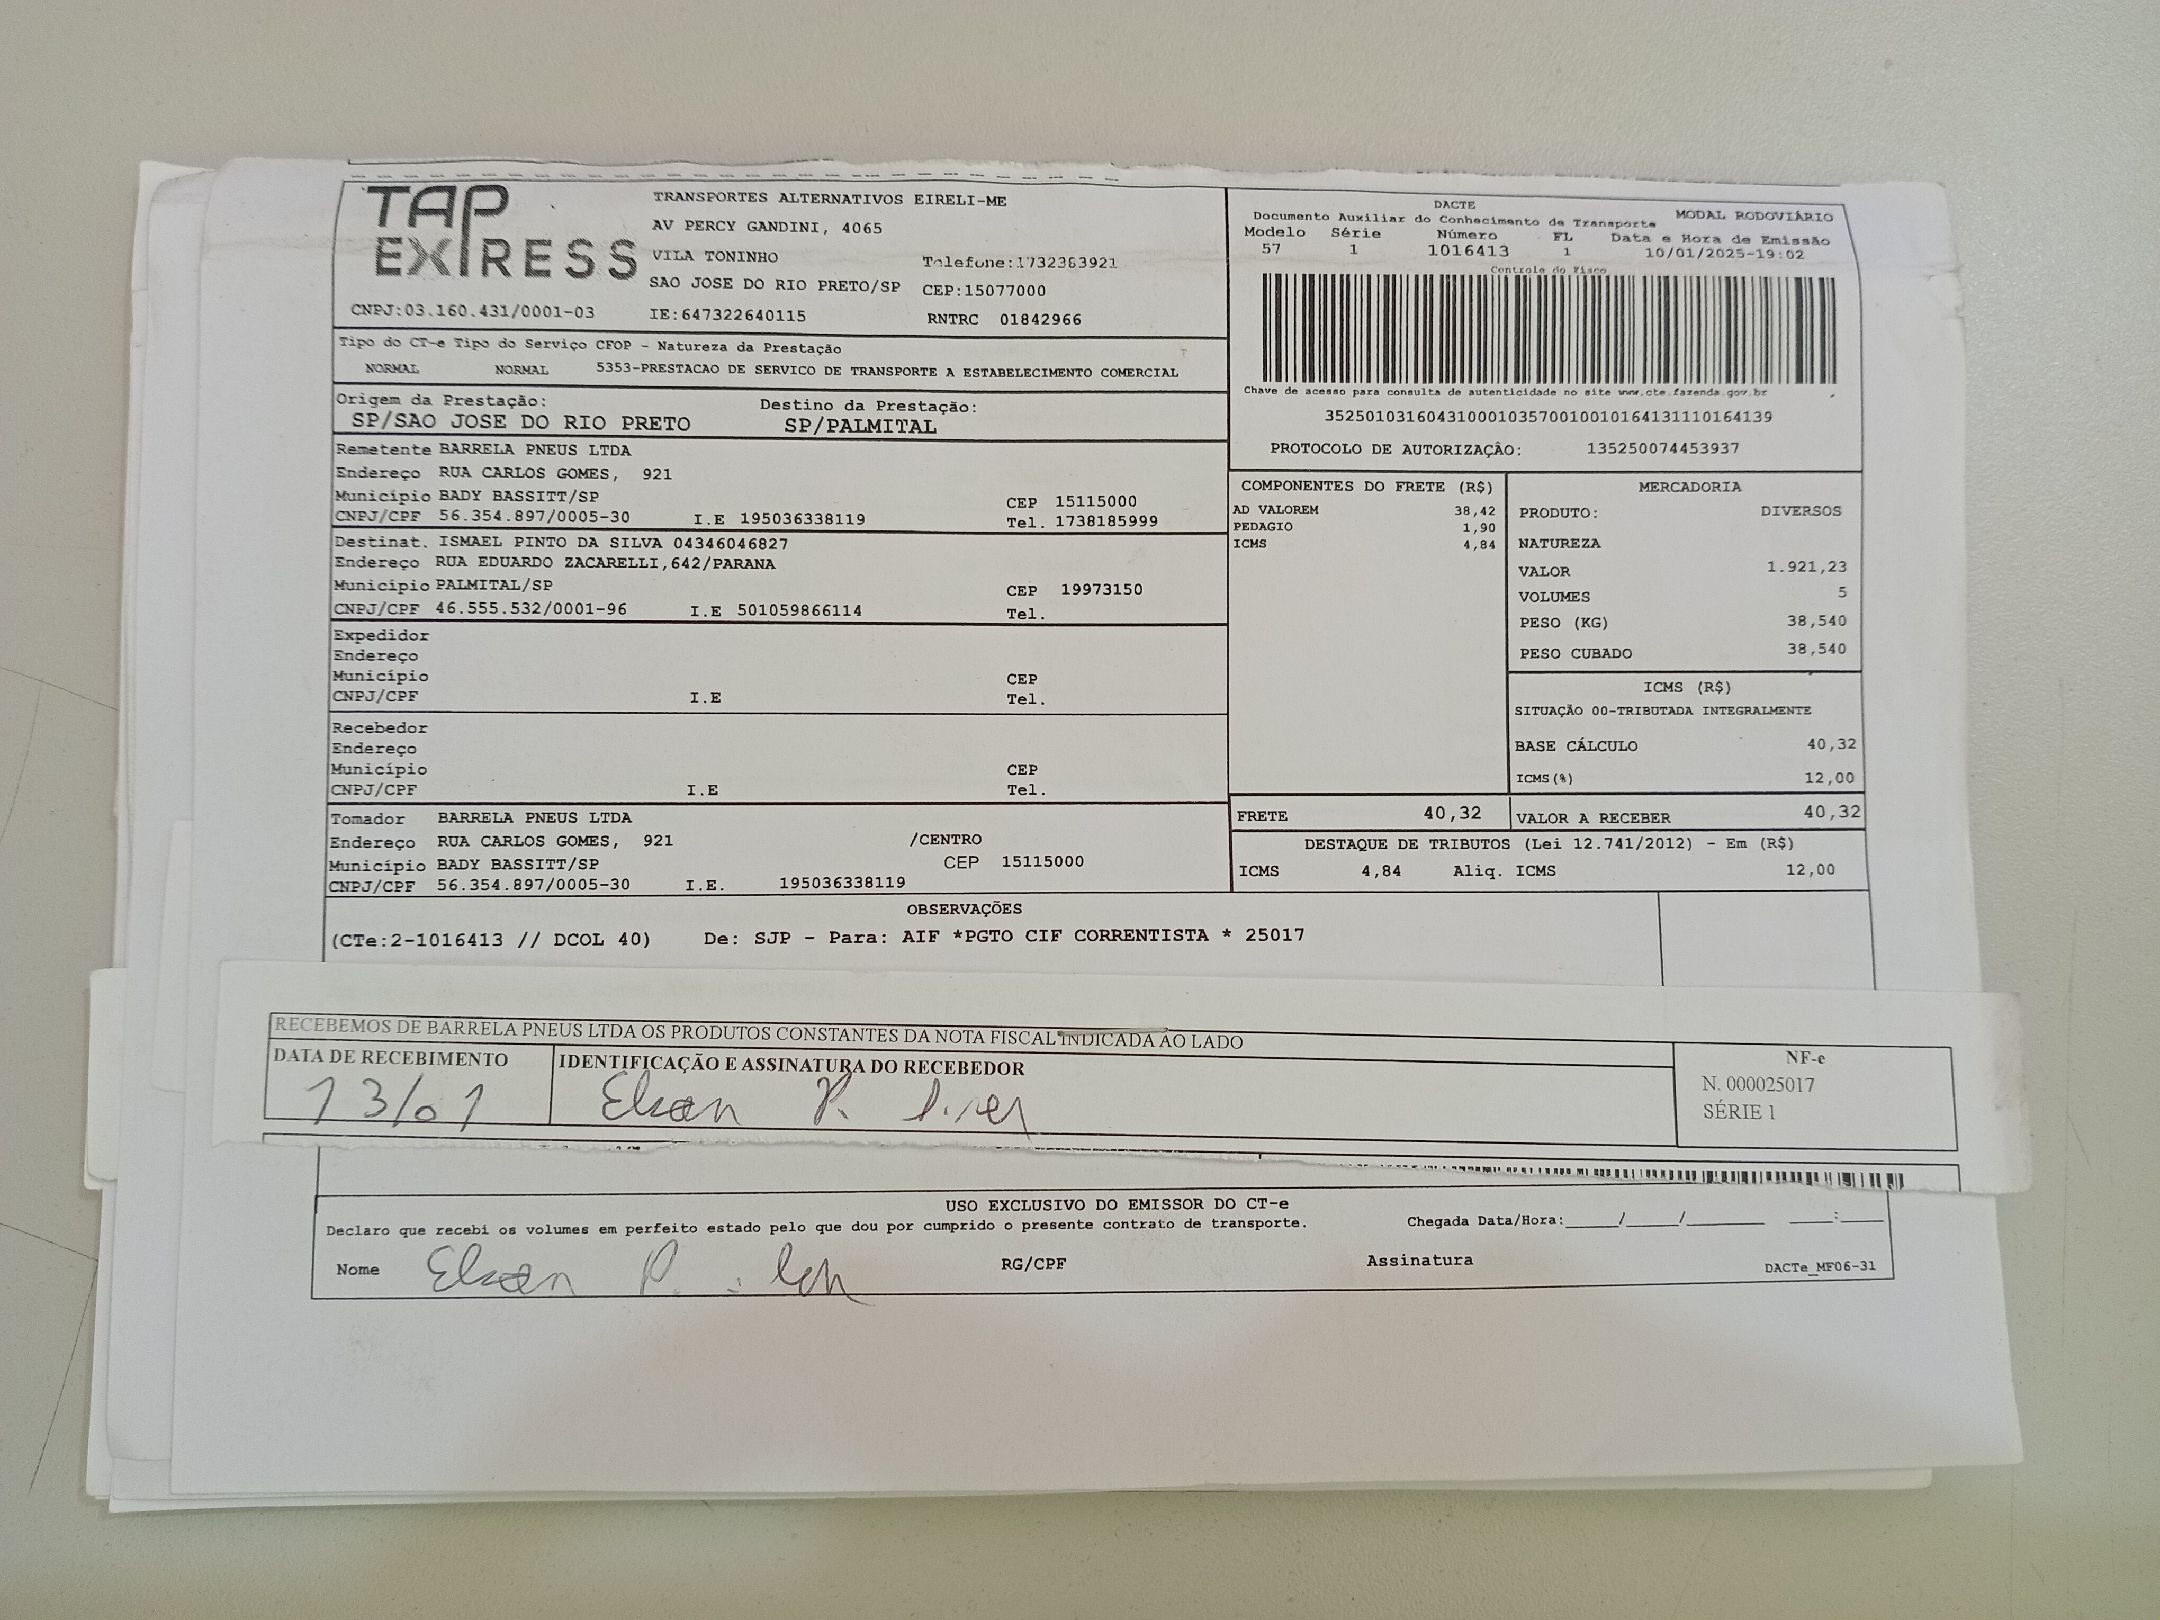 TAP
EXPRESS
TRANSPORTES ALTERNATIVOS EIRELI-ME
AV PERCY GANDINI, 4065
VILA TONINHO
Telefone:1732363921
SAO JOSE DO RIO PRETO/SP CEP:15077000
CNPJ:03.160.431/0001-03 IE:647322640115 RNTRC 01842966
DACTE
Documento Auxiliar do Conhecimento de Transporte MODAL RODOVIÁRIO
Modelo Série Número FL Data e Hora de Emissão
57 1 1016413 1 10/01/2025-19:02
Controle do Fisco
Chave de acesso para consulta de autenticidade no site www.cte.fazenda.gov.br
35250103160431000103570010010164131110164139
PROTOCOLO DE AUTORIZAÇÂO: 135250074453937
Tipo do CT-e Tipo do Serviço CFOP - Natureza da Prestação
NORMAL NORMAL 5353-PRESTACAO DE SERVICO DE TRANSPORTE A ESTABELECIMENTO COMERCIAL
Origem da Prestação: Destino da Prestação:
SP/SAO JOSE DO RIO PRETO SP/PALMITAL
Remetente BARRELA PNEUS LTDA
Endereço RUA CARLOS GOMES, 921
Município BADY BASSITT/SP CEP 15115000
CNPJ/CPF 56.354.897/0005-30 I.E 195036338119 Tel. 1738185999
Destinat. ISMAEL PINTO DA SILVA 04346046827
Endereço RUA EDUARDO ZACARELLI,642/PARANA
Município PALMITAL/SP CEP 19973150
CNPJ/CPF 46.555.532/0001-96 I.E 501059866114 Tel.
Expedidor
Endereço
Município CEP
CNPJ/CPF I.E Tel.
Recebedor
Endereço
Município CEP
CNPJ/CPF I.E Tel.
Tomador BARRELA PNEUS LTDA
Endereço RUA CARLOS GOMES, 921 /CENTRO
Município BADY BASSITT/SP CEP 15115000
CNPJ/CPF 56.354.897/0005-30 I.E. 195036338119
COMPONENTES DO FRETE (R$)
AD VALOREM 38,42
PEDAGIO 1,90
ICMS 4,84
MERCADORIA
PRODUTO: DIVERSOS
NATUREZA
VALOR 1.921,23
VOLUMES 5
PESO (KG) 38,540
PESO CUBADO 38,540
ICMS (R$)
SITUAÇÃO 00-TRIBUTADA INTEGRALMENTE
BASE CÁLCULO 40,32
ICMS(%) 12,00
FRETE 40,32 VALOR A RECEBER 40,32
DESTAQUE DE TRIBUTOS (Lei 12.741/2012) - Em (R$)
ICMS 4,84 Aliq. ICMS 12,00
OBSERVAÇÕES
(CTe:2-1016413 // DCOL 40) De: SJP - Para: AIF *PGTO CIF CORRENTISTA * 25017
RECEBEMOS DE BARRELA PNEUS LTDA OS PRODUTOS CONSTANTES DA NOTA FISCAL INDICADA AO LADO
DATA DE RECEBIMENTO IDENTIFICAÇÃO E ASSINATURA DO RECEBEDOR
13/01
NF-e
N. 000025017
SÉRIE 1
USO EXCLUSIVO DO EMISSOR DO CT-e
Declaro que recebi os volumes em perfeito estado pelo que dou por cumprido o presente contrato de transporte. Chegada Data/Hora:____/____/______ ___:___
Nome RG/CPF Assinatura
DACTe_MF06-31